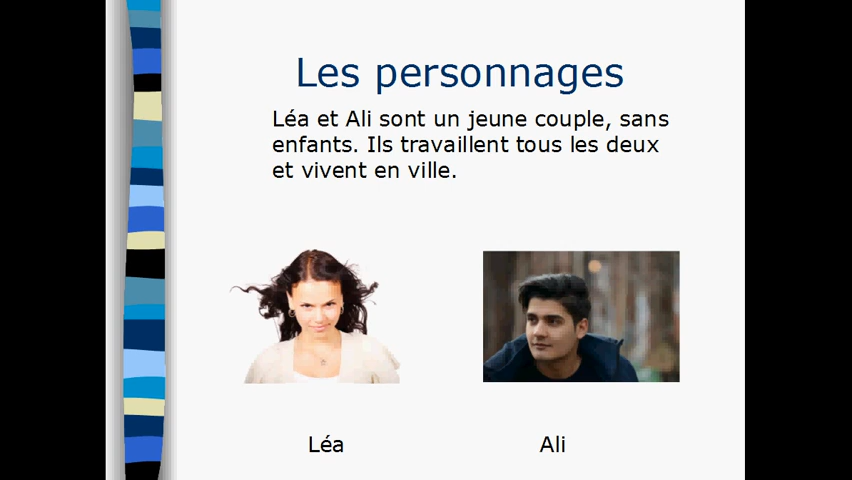 Les personnages
Léa et Ali sont un jeune couple, sans
enfants. Ils travaillent tous les deux
et vivent en ville.
Léa
Ali